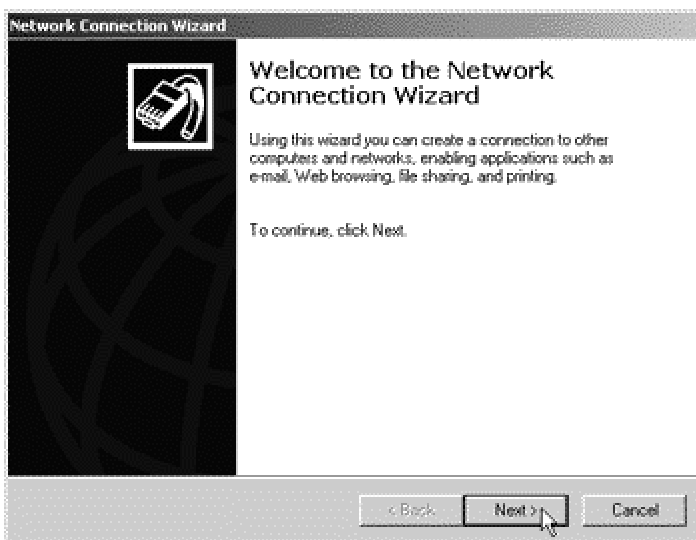 Network Connection Wizard
Welcome to the Network
Connection Wizard
Using this wizard you can create a connection to other
computers and networks, enabling applications such as
e-mail, Web browsing, file sharing, and printing.
To continue, click Next.
< Back
Next >
Cancel